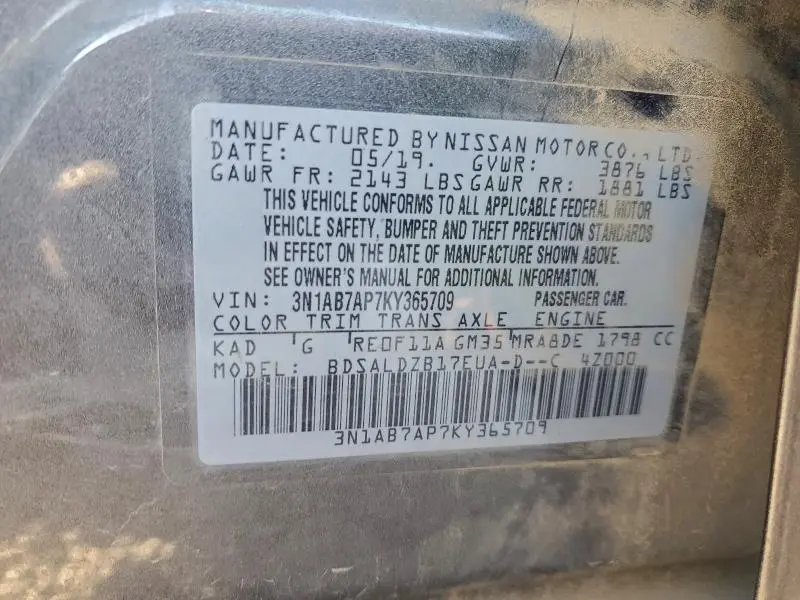 MANUFACTURED BY NISSAN MOTOR CO., LTD.
DATE: 05/19. GVWR: 3876 LBS
GAWR FR: 2143 LBS GAWR RR: 1881 LBS
THIS VEHICLE CONFORMS TO ALL APPLICABLE FEDERAL MOTOR
VEHICLE SAFETY, BUMPER AND THEFT PREVENTION STANDARDS
IN EFFECT ON THE DATE OF MANUFACTURE SHOWN ABOVE.
SEE OWNER'S MANUAL FOR ADDITIONAL INFORMATION.
VIN: 3N1AB7AP7KY365709 PASSENGER CAR.
COLOR TRIM TRANS AXLE ENGINE
KAD G RE0F11A GM35 MRA8DE 1798 CC
MODEL: BDSALDZB17EUA-D--C 4Z000
3N1AB7AP7KY365709